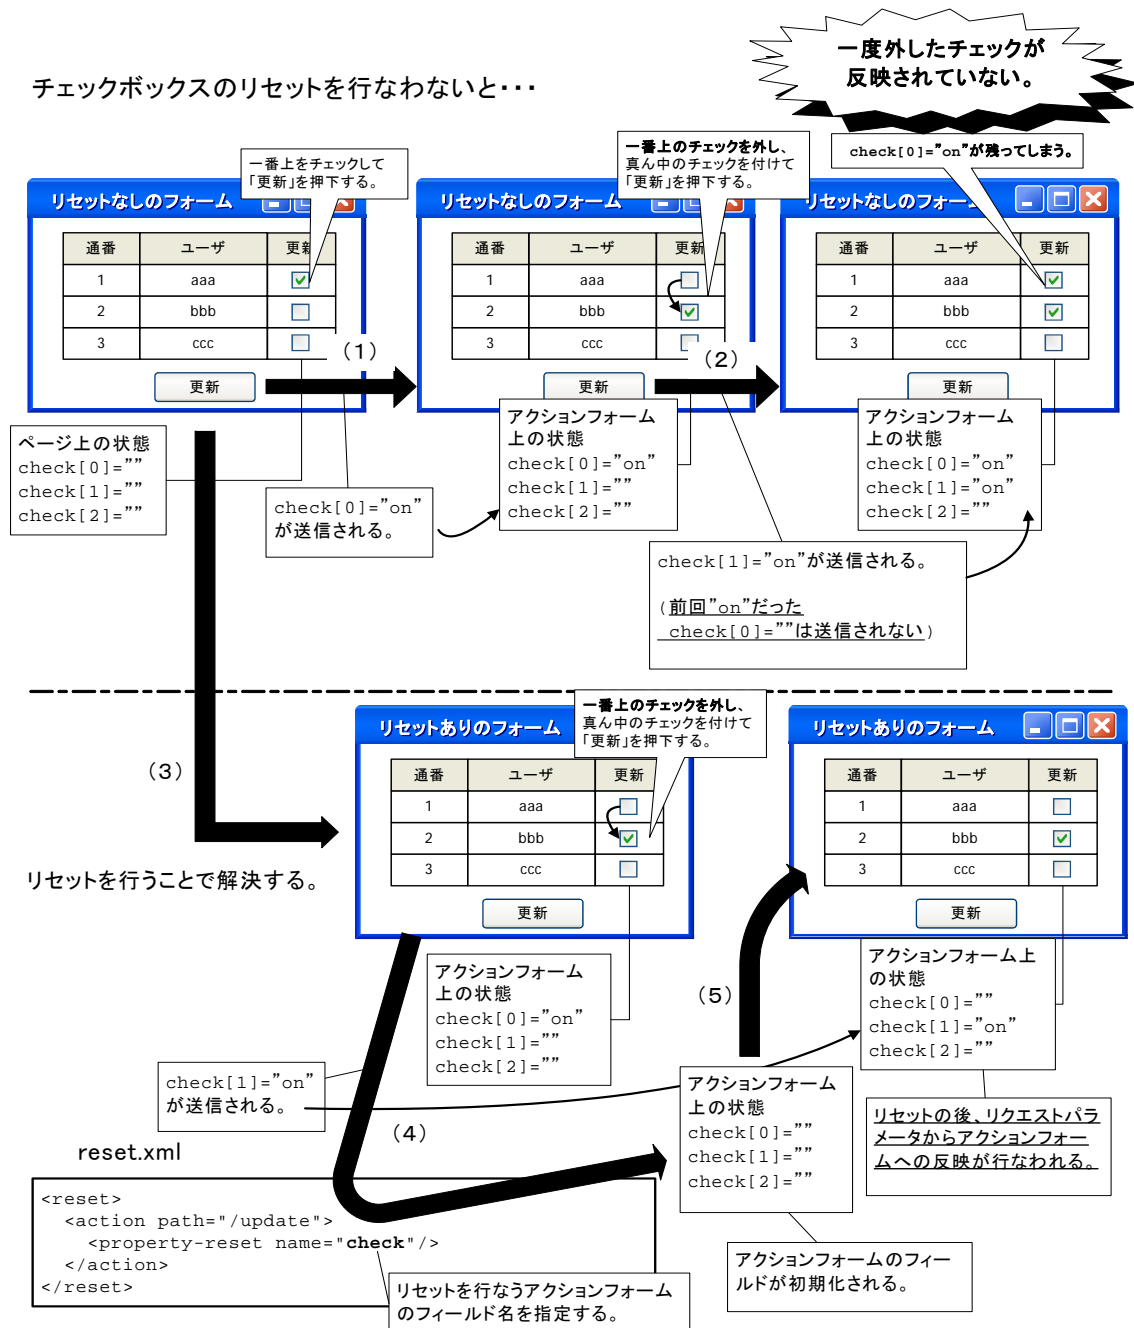 一度外したチェックが
反映されていない。
チェックボックスのリセットを行なわないと・・・
一番上をチェックして
「更新」を押下する。
一番上のチェックを外し、
真ん中のチェックを付けて
「更新」を押下する。
check[0]=”on”が残ってしまう。
リセットなしのフォーム
通番 ユーザ 更新
1 aaa
2 bbb
3 ccc
更新
(1)
リセットなしのフォーム
通番 ユーザ 更新
1 aaa
2 bbb
3 ccc
更新
(2)
リセットなしのフォーム
通番 ユーザ 更新
1 aaa
2 bbb
3 ccc
更新
ページ上の状態
check[0]=””
check[1]=””
check[2]=””
check[0]=”on”
が送信される。
アクションフォーム
上の状態
check[0]=”on”
check[1]=””
check[2]=””
check[1]=”on”が送信される。
(前回”on”だった
check[0]=””は送信されない)
アクションフォーム
上の状態
check[0]=”on”
check[1]=”on”
check[2]=””
(3)
リセットを行うことで解決する。
一番上のチェックを外し、
真ん中のチェックを付けて
「更新」を押下する。
リセットありのフォーム
通番 ユーザ 更新
1 aaa
2 bbb
3 ccc
更新
リセットありのフォーム
通番 ユーザ 更新
1 aaa
2 bbb
3 ccc
更新
アクションフォーム
上の状態
check[0]=”on”
check[1]=””
check[2]=””
check[1]=”on”
が送信される。
(4)
(5)
アクションフォーム上
の状態
check[0]=””
check[1]=”on”
check[2]=””
アクションフォーム
上の状態
check[0]=””
check[1]=””
check[2]=””
リセットの後、リクエストパラ
メータからアクションフォー
ムへの反映が行なわれる。
reset.xml
<reset>
<action path="/update">
<property-reset name="check"/>
</action>
</reset>
リセットを行なうアクションフォーム
のフィールド名を指定する。
アクションフォームのフィー
ルドが初期化される。